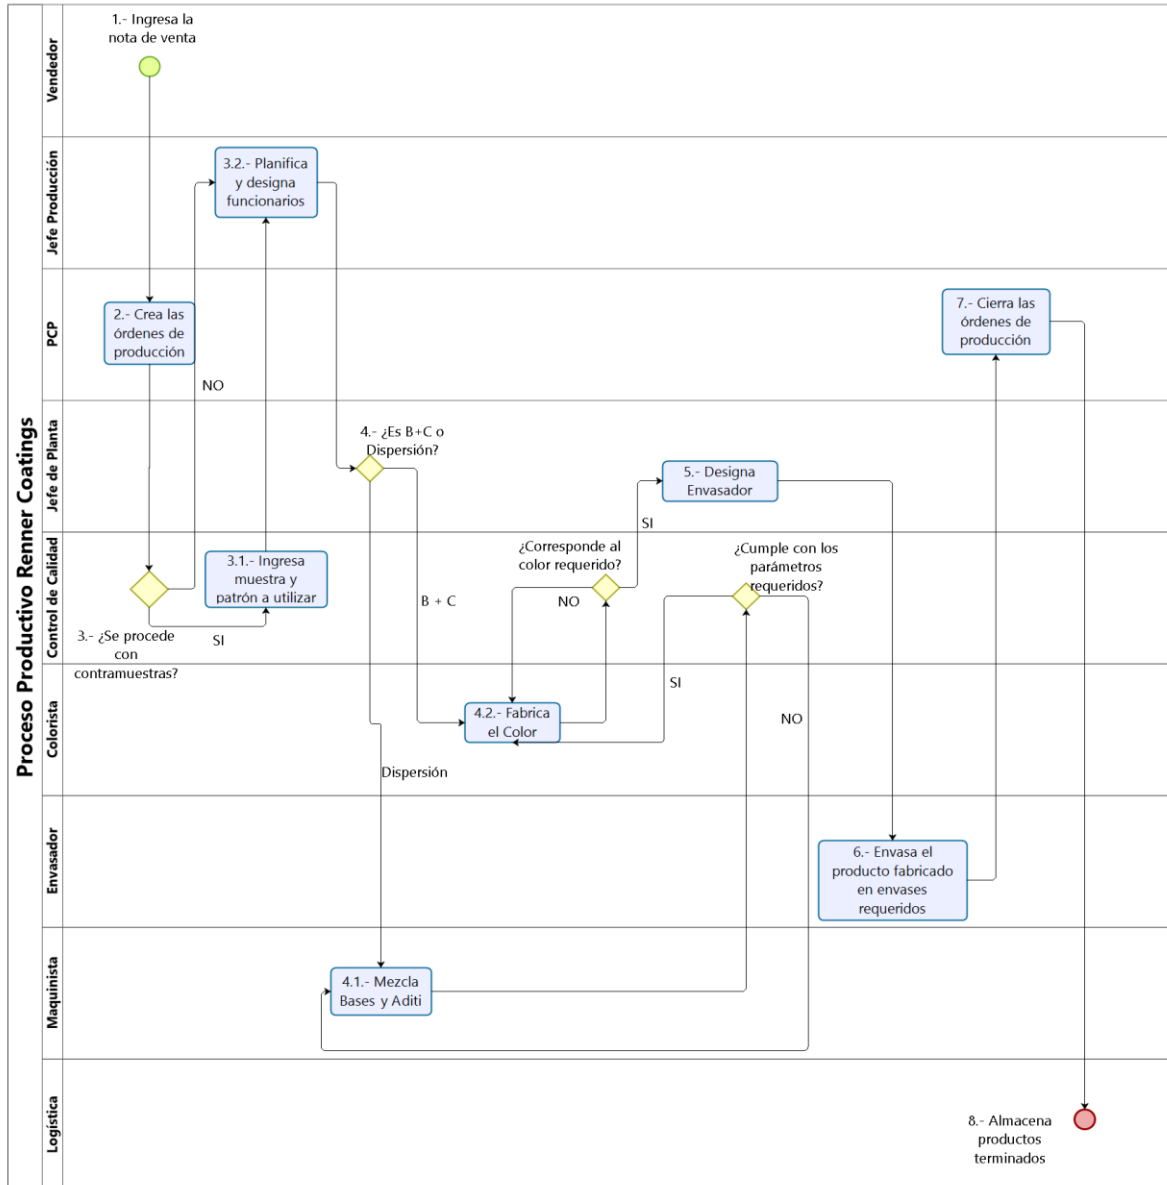 Proceso Productivo Renner Coatings
Vendedor
1.- Ingresa la
nota de venta
Jefe Producción
3.2.- Planifica
y designa
funcionarios
PCP
2.- Crea las
órdenes de
producción
NO
7.- Cierra las
órdenes de
producción
Jefe de Planta
4.- ¿Es B+C o
Dispersión?
5.- Designa
Envasador
SI
Control de Calidad
3.- ¿Se procede
con
contramuestras?
SI
3.1.- Ingresa
muestra y
patrón a utilizar
B + C
¿Corresponde al
color requerido?
NO
¿Cumple con los
parámetros
requeridos?
Colorista
4.2.- Fabrica
el Color
SI
NO
Dispersión
Envasador
6.- Envasa el
producto fabricado
en envases
requeridos
Maquinista
4.1.- Mezcla
Bases y Aditi
Logística
8.- Almacena
productos
terminados